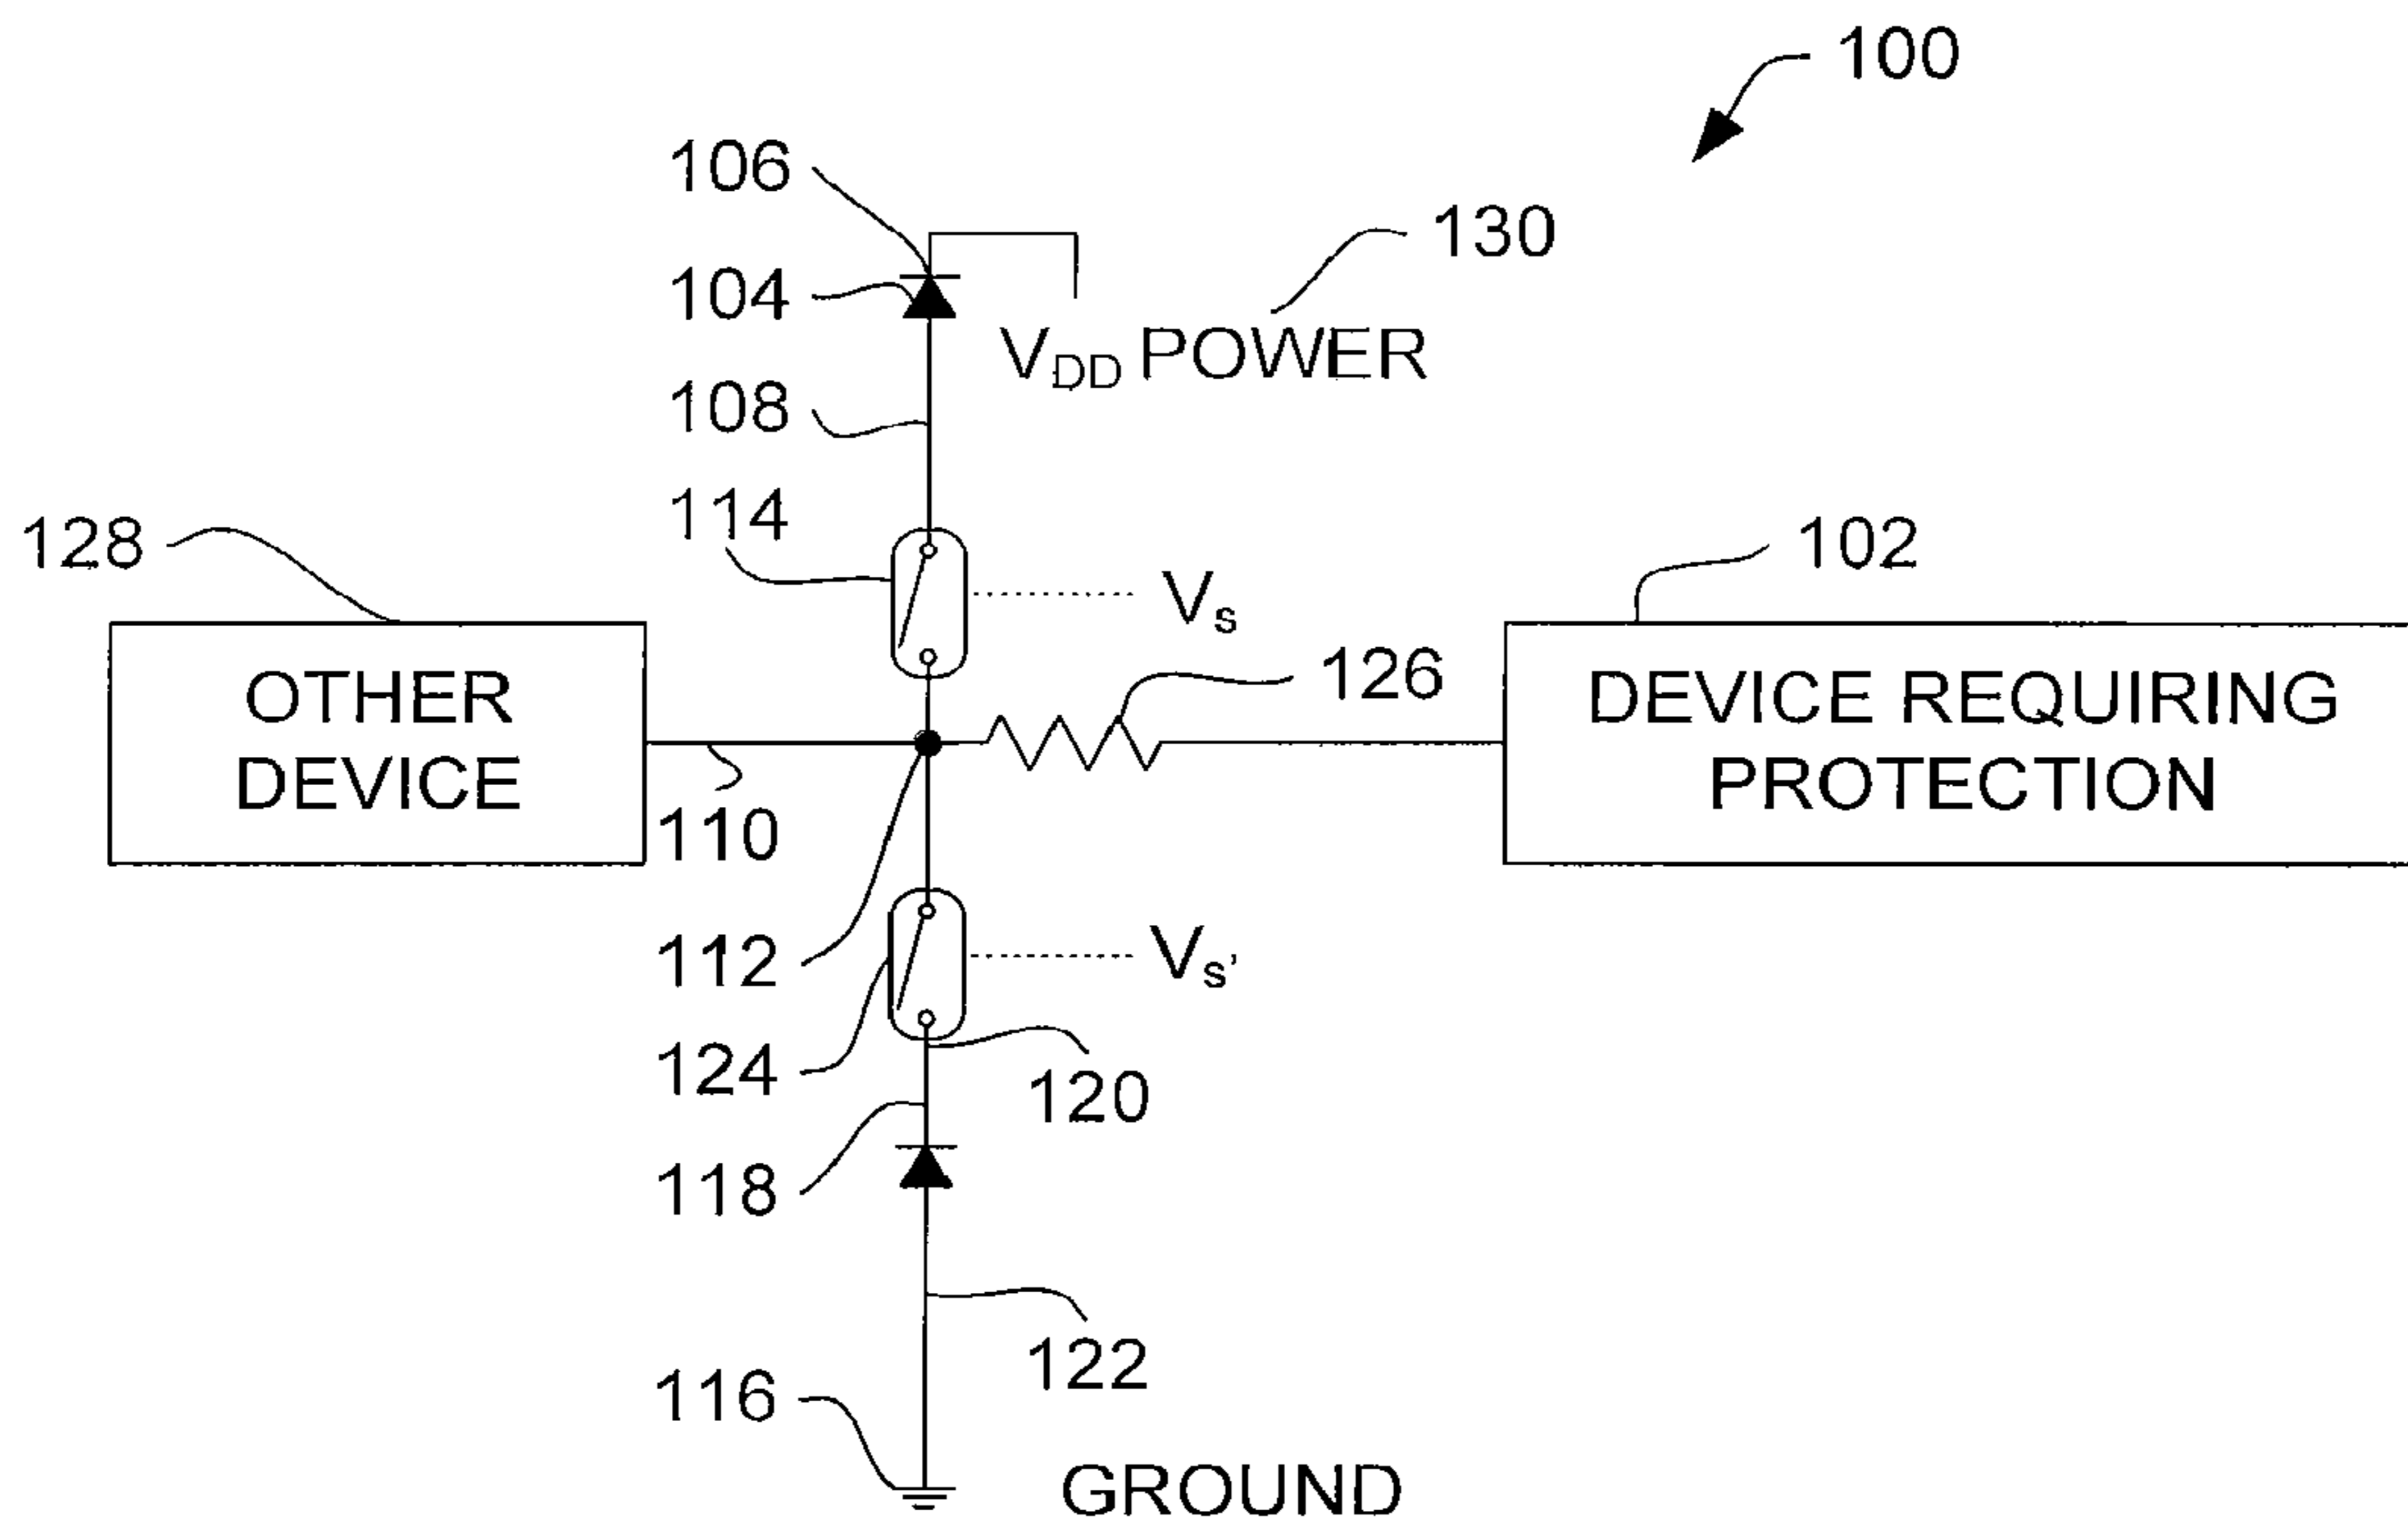 100
106
130
104
V_DD POWER
108
114
128
102
V_s
126
OTHER
DEVICE
DEVICE REQUIRING
PROTECTION
110
112
V_s'
124
120
118
122
116
GROUND